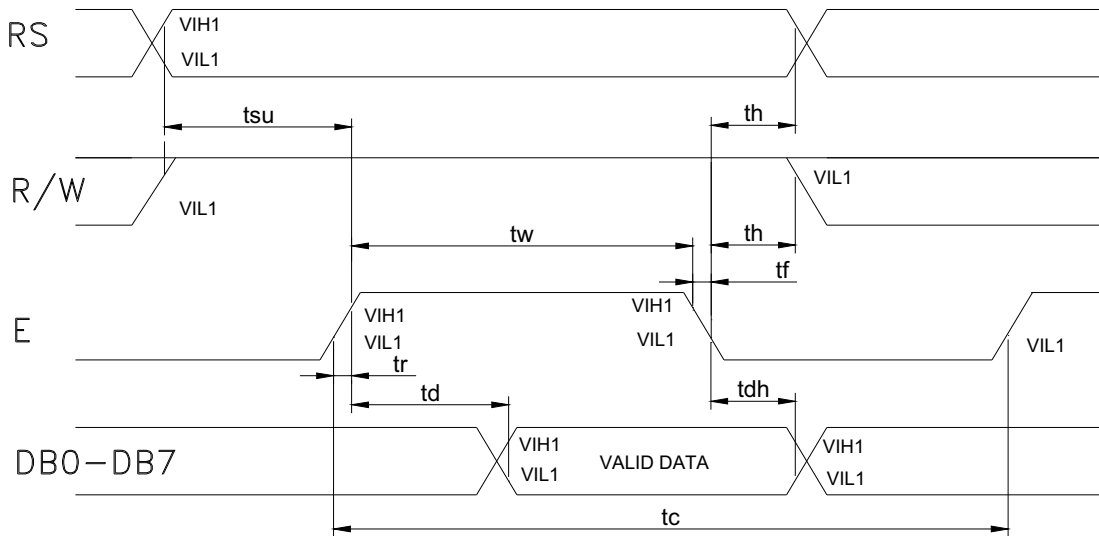 RS
VIH1
VIL1
tsu
th
R/W
VIL1
VIL1
tw
th
tf
E
VIH1
VIL1
VIH1
VIL1
VIL1
tr
td
tdh
DB0-DB7
VIH1
VIL1
VALID DATA
VIH1
VIL1
tc